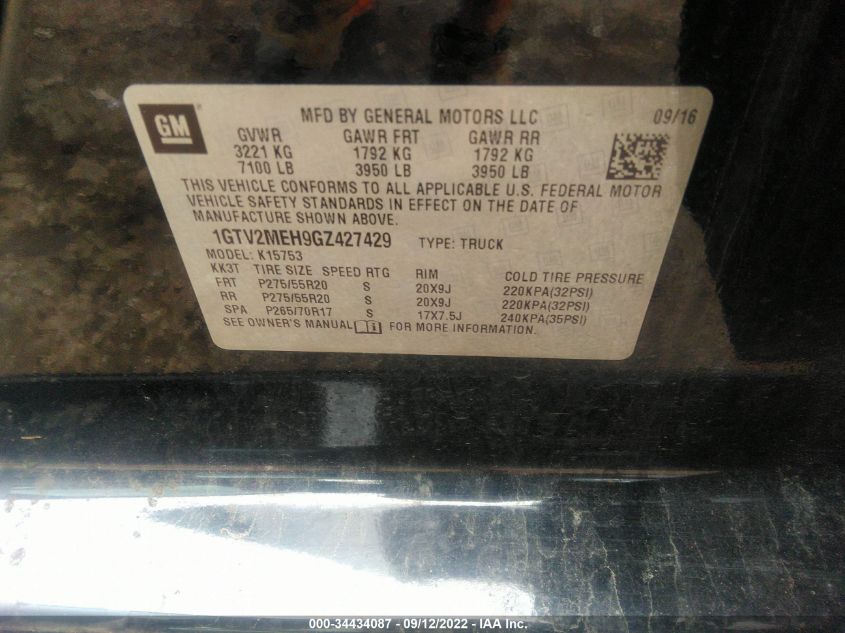 GM
MFD BY GENERAL MOTORS LLC 09/16
GVWR GAWR FRT GAWR RR
3221 KG 1792 KG 1792 KG
7100 LB 3950 LB 3950 LB
THIS VEHICLE CONFORMS TO ALL APPLICABLE U.S. FEDERAL MOTOR
VEHICLE SAFETY STANDARDS IN EFFECT ON THE DATE OF
MANUFACTURE SHOWN ABOVE.
1GTV2MEH9GZ427429 TYPE: TRUCK
MODEL: K15753
KK3T TIRE SIZE SPEED RTG RIM COLD TIRE PRESSURE
FRT P275/55R20 S 20X9J 220KPA(32PSI)
RR P275/55R20 S 20X9J 220KPA(32PSI)
SPA P265/70R17 S 17X7.5J 240KPA(35PSI)
SEE OWNER'S MANUAL FOR MORE INFORMATION.
000-34434087 - 09/12/2022 - IAA Inc.